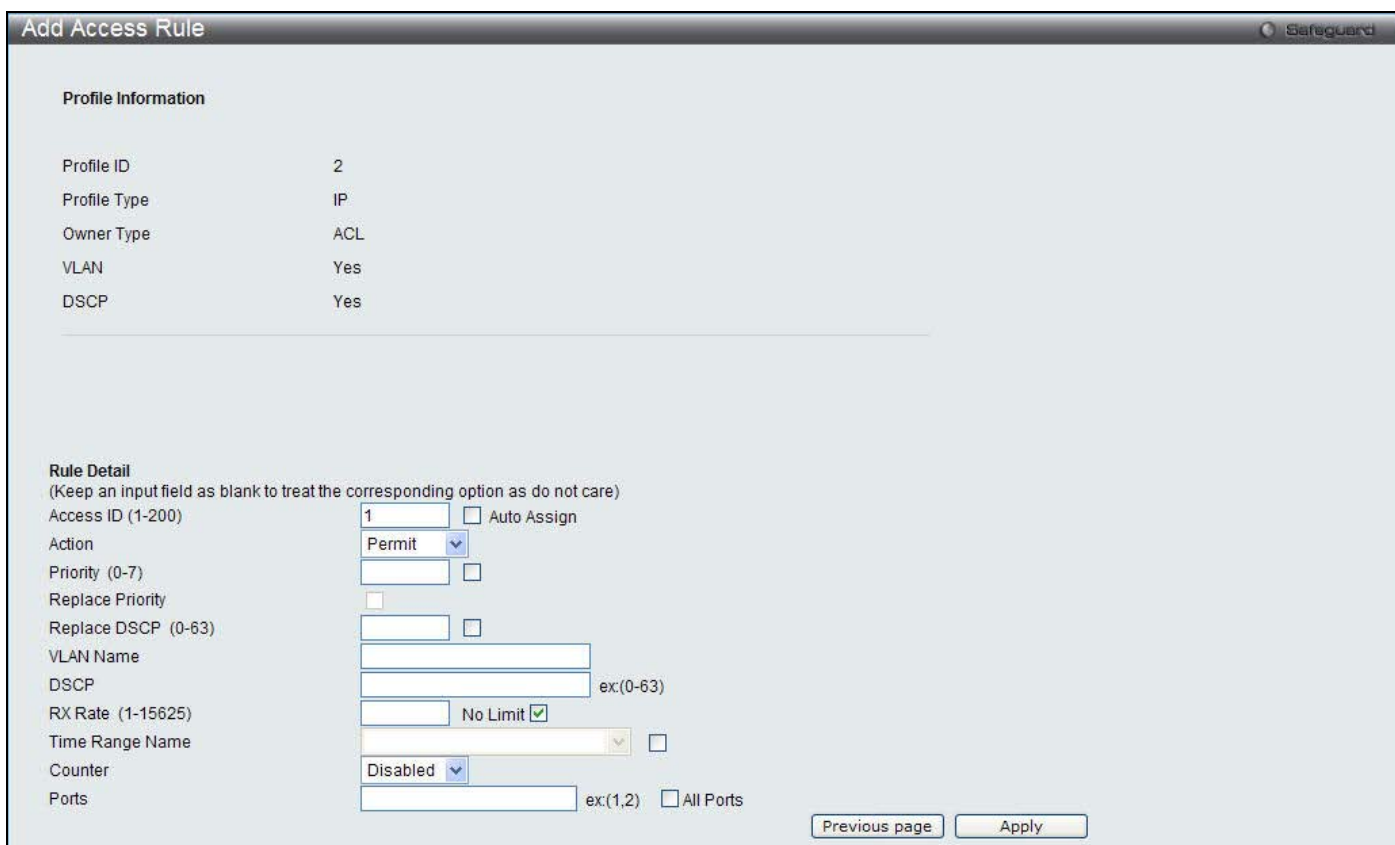 Add Access Rule
Safeguard
Profile Information
Profile ID 2
Profile Type IP
Owner Type ACL
VLAN Yes
DSCP Yes
Rule Detail
(Keep an input field as blank to treat the corresponding option as do not care)
Access ID (1-200) 1 Auto Assign
Action Permit
Priority (0-7)
Replace Priority
Replace DSCP (0-63)
VLAN Name
DSCP ex:(0-63)
RX Rate (1-15625) No Limit
Time Range Name
Counter Disabled
Ports ex:(1,2) All Ports
Previous page Apply